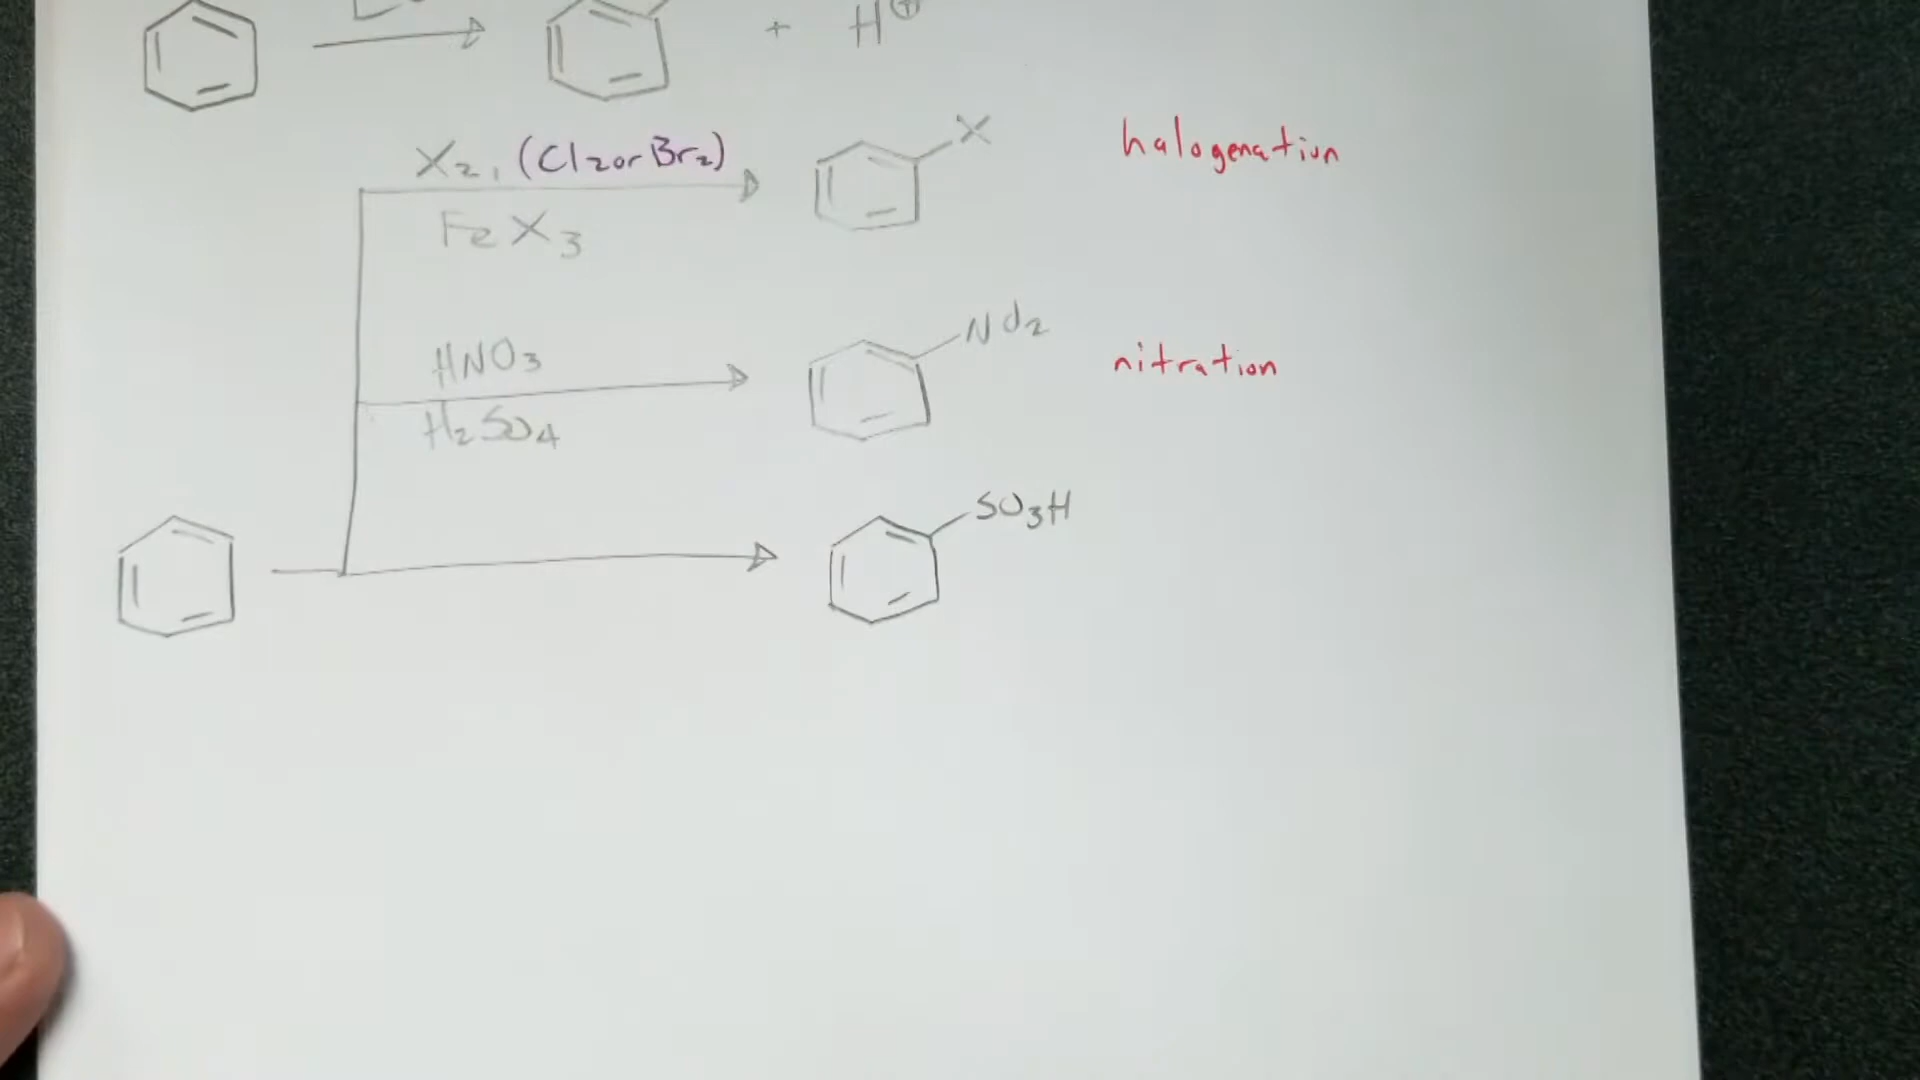 + H⊕
X₂, (Cl₂ or Br₂)
FeX₃
X
halogenation
HNO₃
H₂SO₄
NO₂
nitration
SO₃H